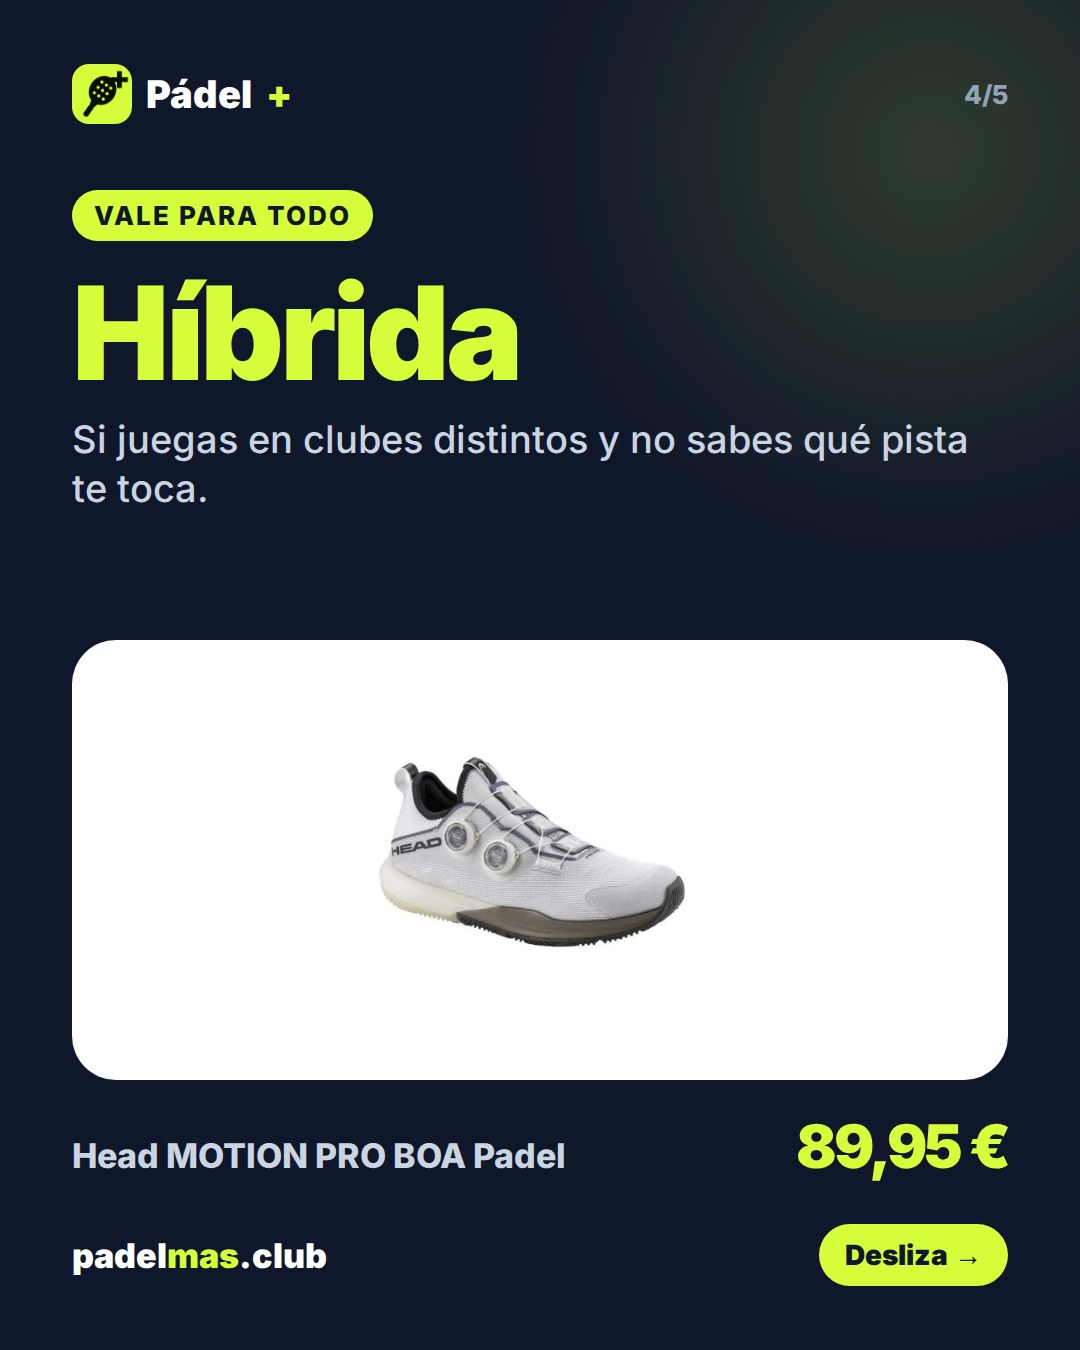 Pádel +
4/5
VALE PARA TODO
Híbrida
Si juegas en clubes distintos y no sabes qué pista
te toca.
HEAD
Head MOTION PRO BOA Padel
89,95 €
padelmas.club
Desliza →